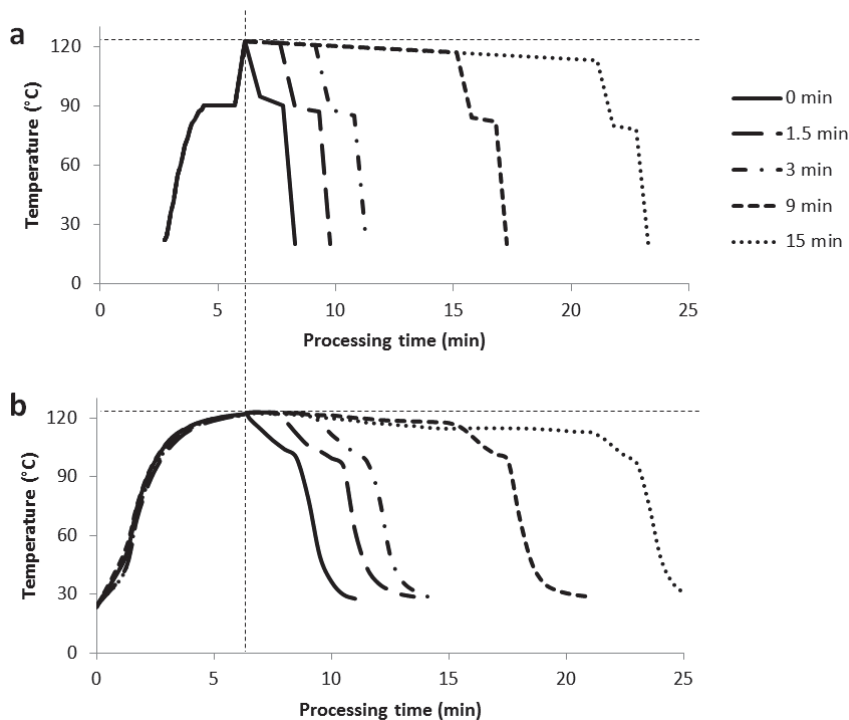 a
120
90
60
30
0
Temperature (°C)
0 5 10 15 20 25
Processing time (min)
0 min
1.5 min
3 min
9 min
15 min
b
120
90
60
30
0
Temperature (°C)
0 5 10 15 20 25
Processing time (min)